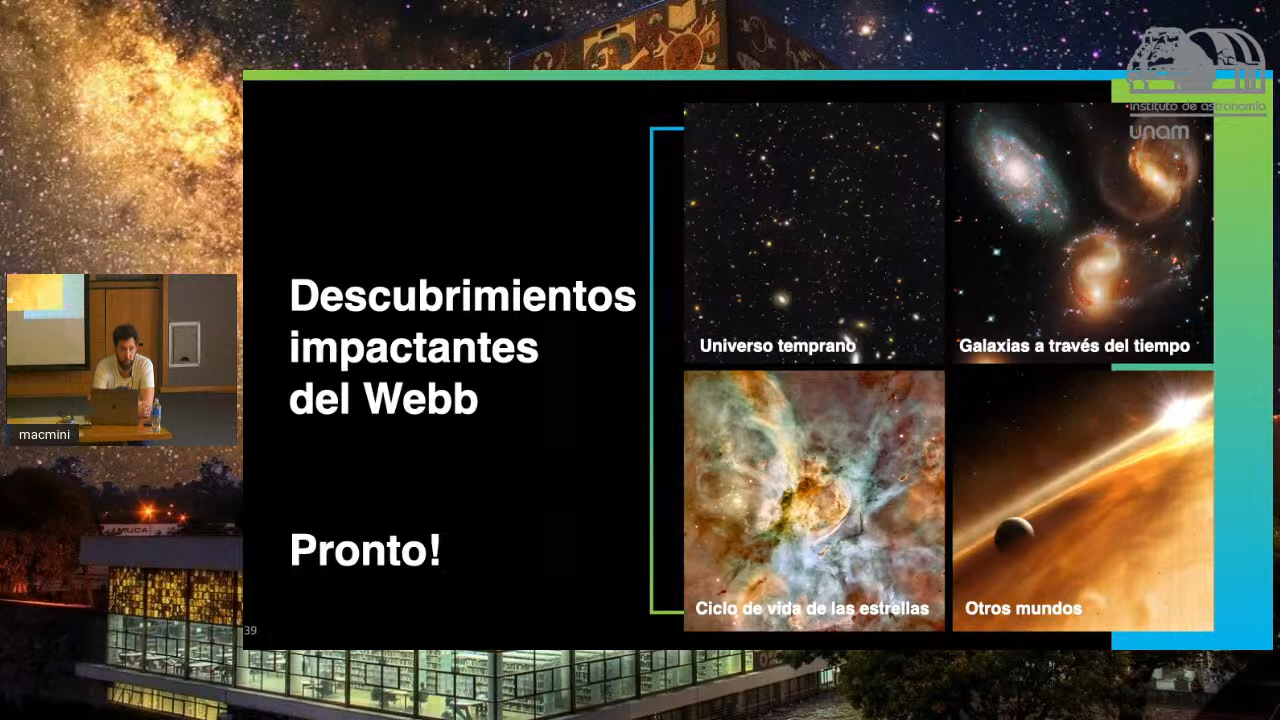 instituto de astronomía
unam
Descubrimientos
impactantes
del Webb
Pronto!
Universo temprano
Galaxias a través del tiempo
Ciclo de vida de las estrellas
Otros mundos
39
macmini
MUCA